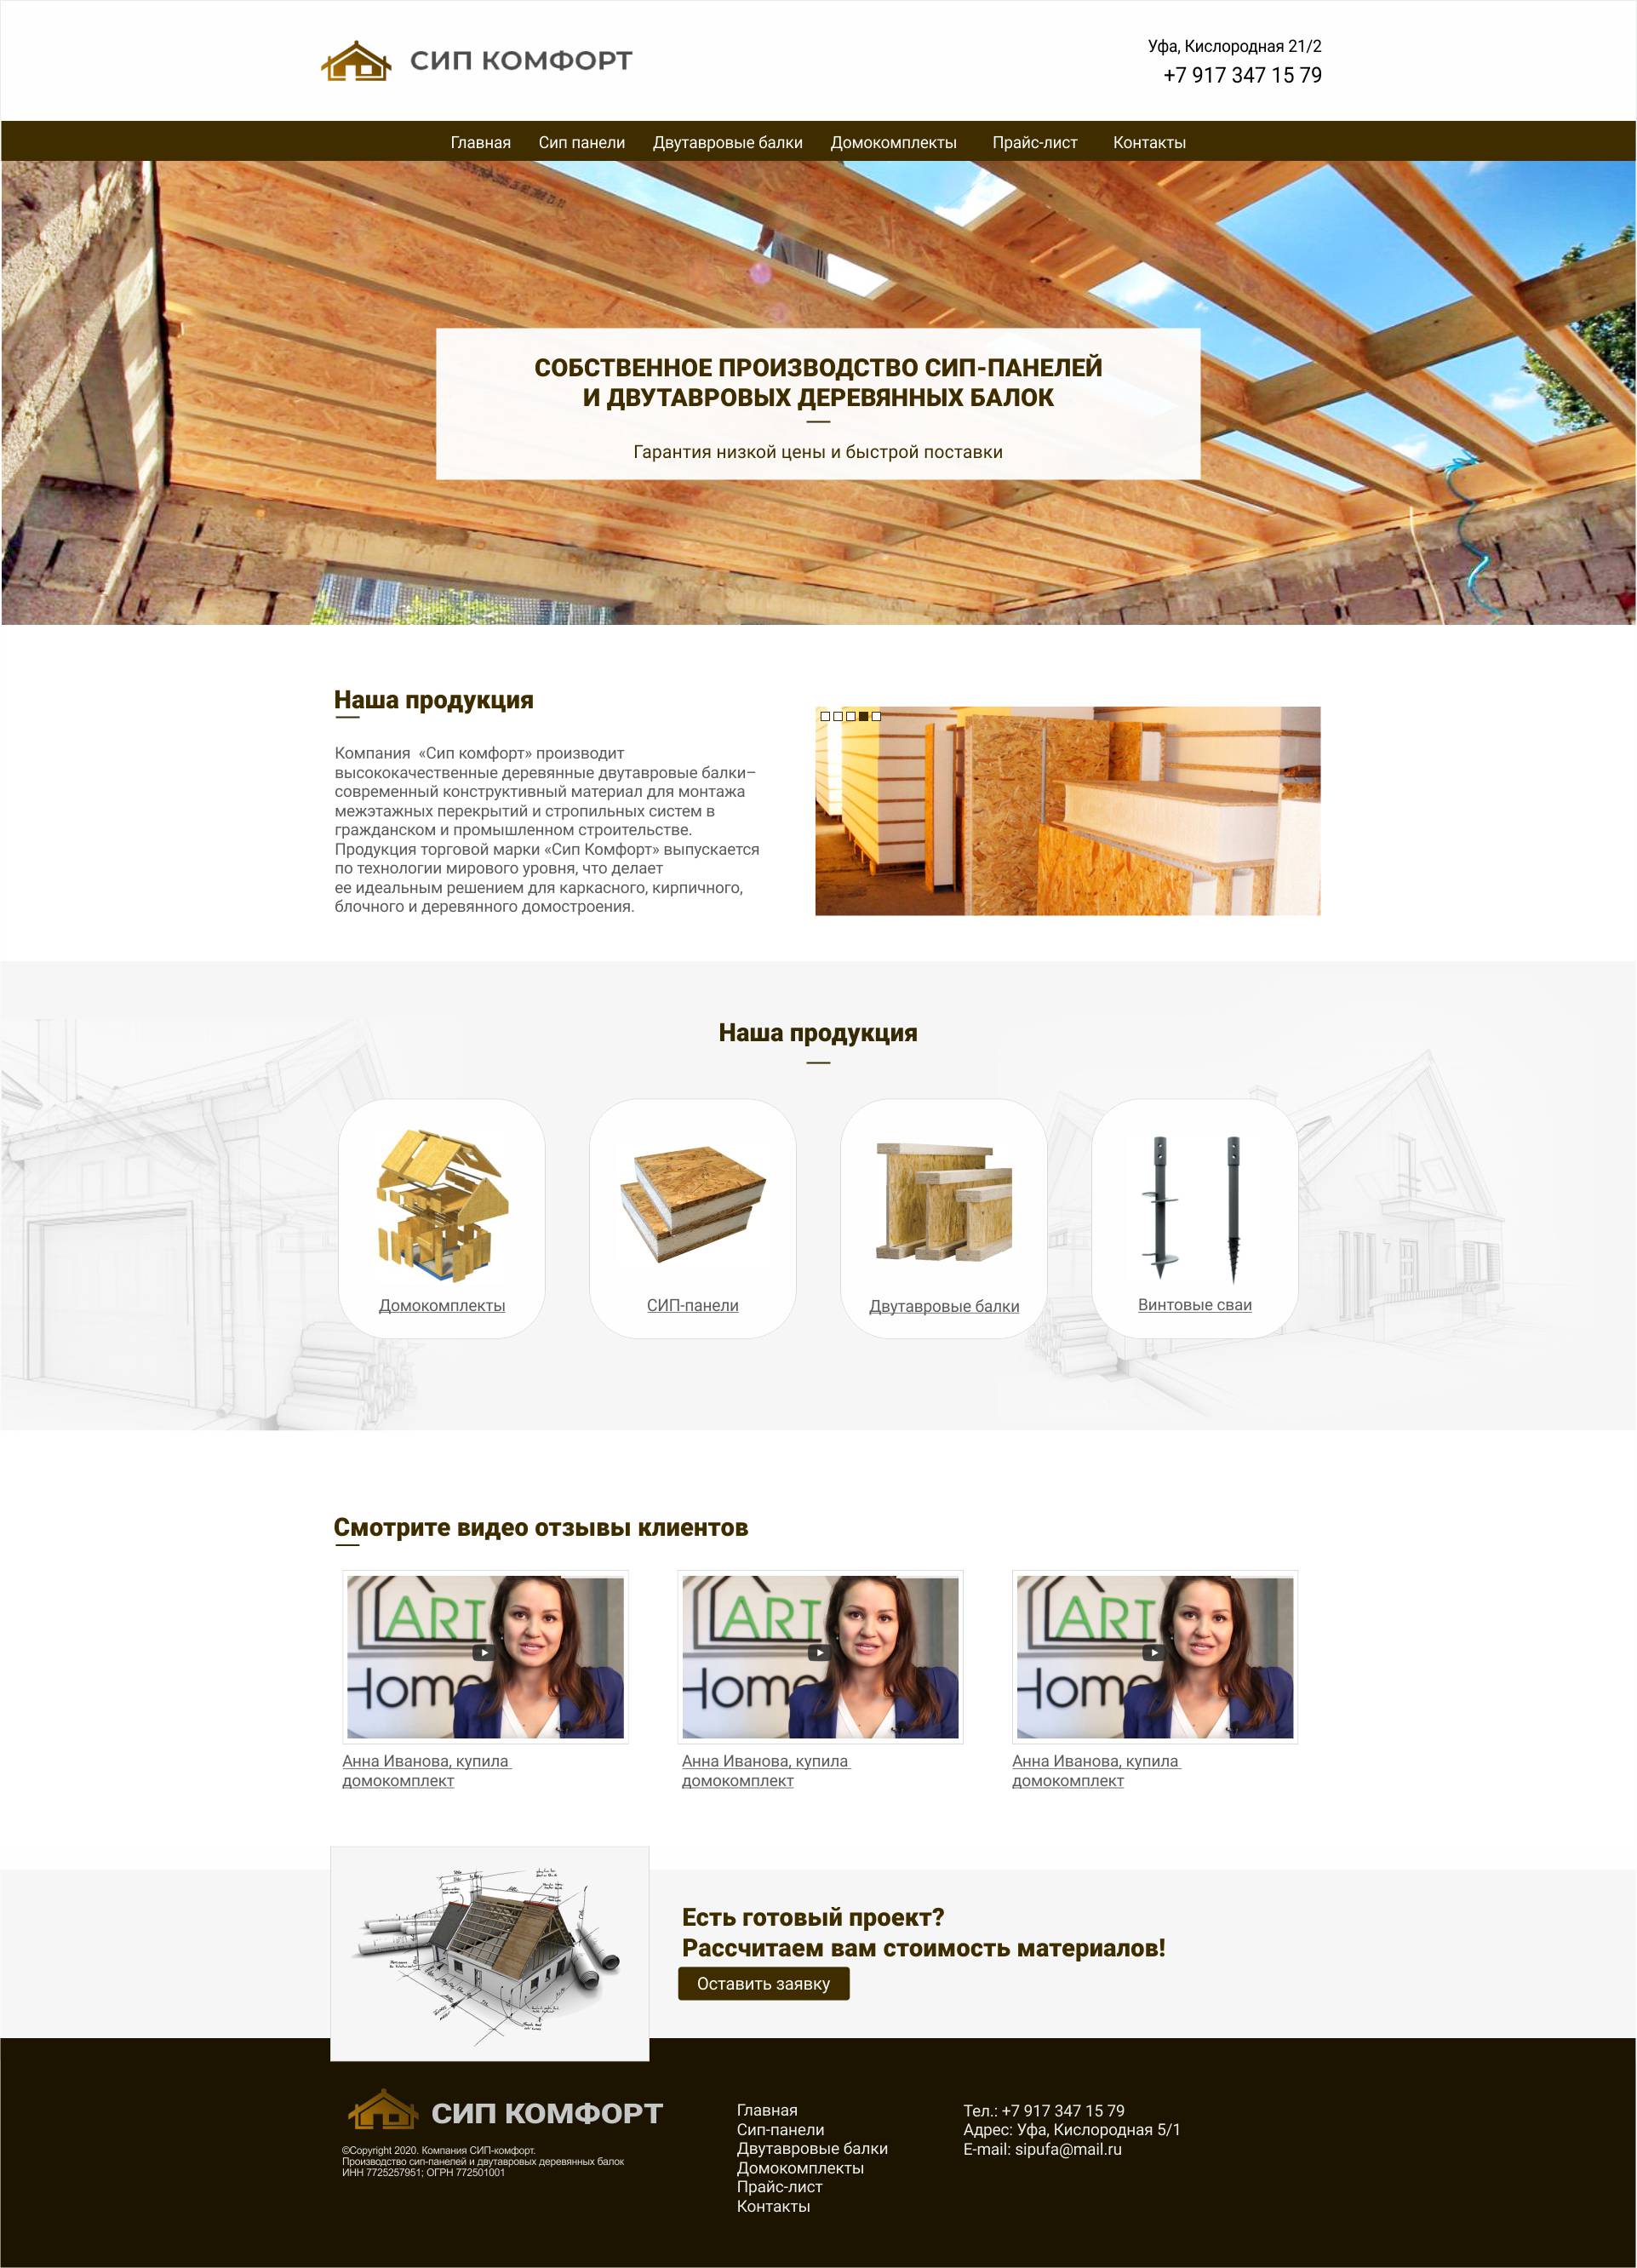 СИП КОМФОРТ
Уфа, Кислородная 21/2
+7 917 347 15 79
Главная Сип панели Двутавровые балки Домокомплекты Прайс-лист Контакты
СОБСТВЕННОЕ ПРОИЗВОДСТВО СИП-ПАНЕЛЕЙ
И ДВУТАВРОВЫХ ДЕРЕВЯННЫХ БАЛОК
Гарантия низкой цены и быстрой поставки
Наша продукция
Компания «Сип комфорт» производит
высококачественные деревянные двутавровые балки–
современный конструктивный материал для монтажа
межэтажных перекрытий и стропильных систем в
гражданском и промышленном строительстве.
Продукция торговой марки «Сип Комфорт» выпускается
по технологии мирового уровня, что делает
ее идеальным решением для каркасного, кирпичного,
блочного и деревянного домостроения.
Наша продукция
Домокомплекты
СИП-панели
Двутавровые балки
Винтовые сваи
Смотрите видео отзывы клиентов
ART
Home
ART
Home
ART
Home
Анна Иванова, купила
домокомплект
Анна Иванова, купила
домокомплект
Анна Иванова, купила
домокомплект
Есть готовый проект?
Рассчитаем вам стоимость материалов!
Оставить заявку
СИП КОМФОРТ
©Copyright 2020. Компания СИП-комфорт.
Производство сип-панелей и двутавровых деревянных балок
ИНН 7725257951; ОГРН 772501001
Главная
Сип-панели
Двутавровые балки
Домокомплекты
Прайс-лист
Контакты
Тел.: +7 917 347 15 79
Адрес: Уфа, Кислородная 5/1
E-mail: sipufa@mail.ru